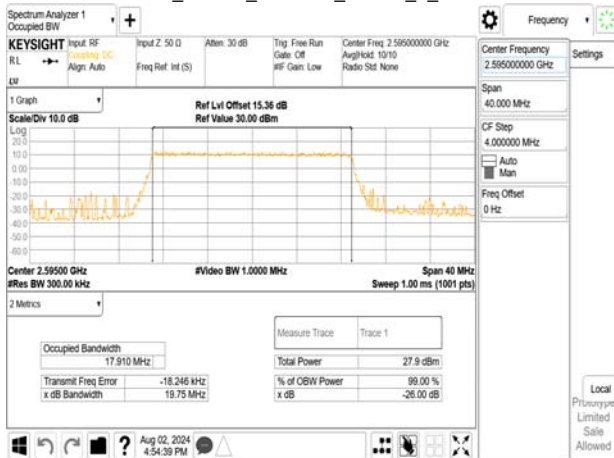 Spectrum Analyzer 1
Occupied BW
+
KEYSIGHT
RL
Input: RF
Coupling: DC
Align: Auto
Input Z: 50 Ω
Freq Ref: Int (S)
Atten: 30 dB
Trig: Free Run
Gate: Off
#IF Gain: Low
Center Freq: 2.595000000 GHz
Avg|Hold: 10/10
Radio Std: None
1 Graph
Scale/Div 10.0 dB
Ref Lvl Offset 15.36 dB
Ref Value 30.00 dBm
Log
20.0
10.0
0.00
-10.0
-20.0
-30.0
-40.0
-50.0
-60.0
Center 2.59500 GHz
#Res BW 300.00 kHz
#Video BW 1.0000 MHz
Span 40 MHz
Sweep 1.00 ms (1001 pts)
2 Metrics
Measure Trace
Trace 1
Occupied Bandwidth
17.910 MHz
Total Power
27.9 dBm
Transmit Freq Error
-18.246 kHz
% of OBW Power
99.00 %
x dB Bandwidth
19.75 MHz
x dB
-26.00 dB
?
Aug 02, 2024
4:54:39 PM
Frequency
Center Frequency
2.595000000 GHz
Settings
Span
40.000 MHz
CF Step
4.000000 MHz
Auto
Man
Freq Offset
0 Hz
Local
Prototype
Limited
Sale
Allowed